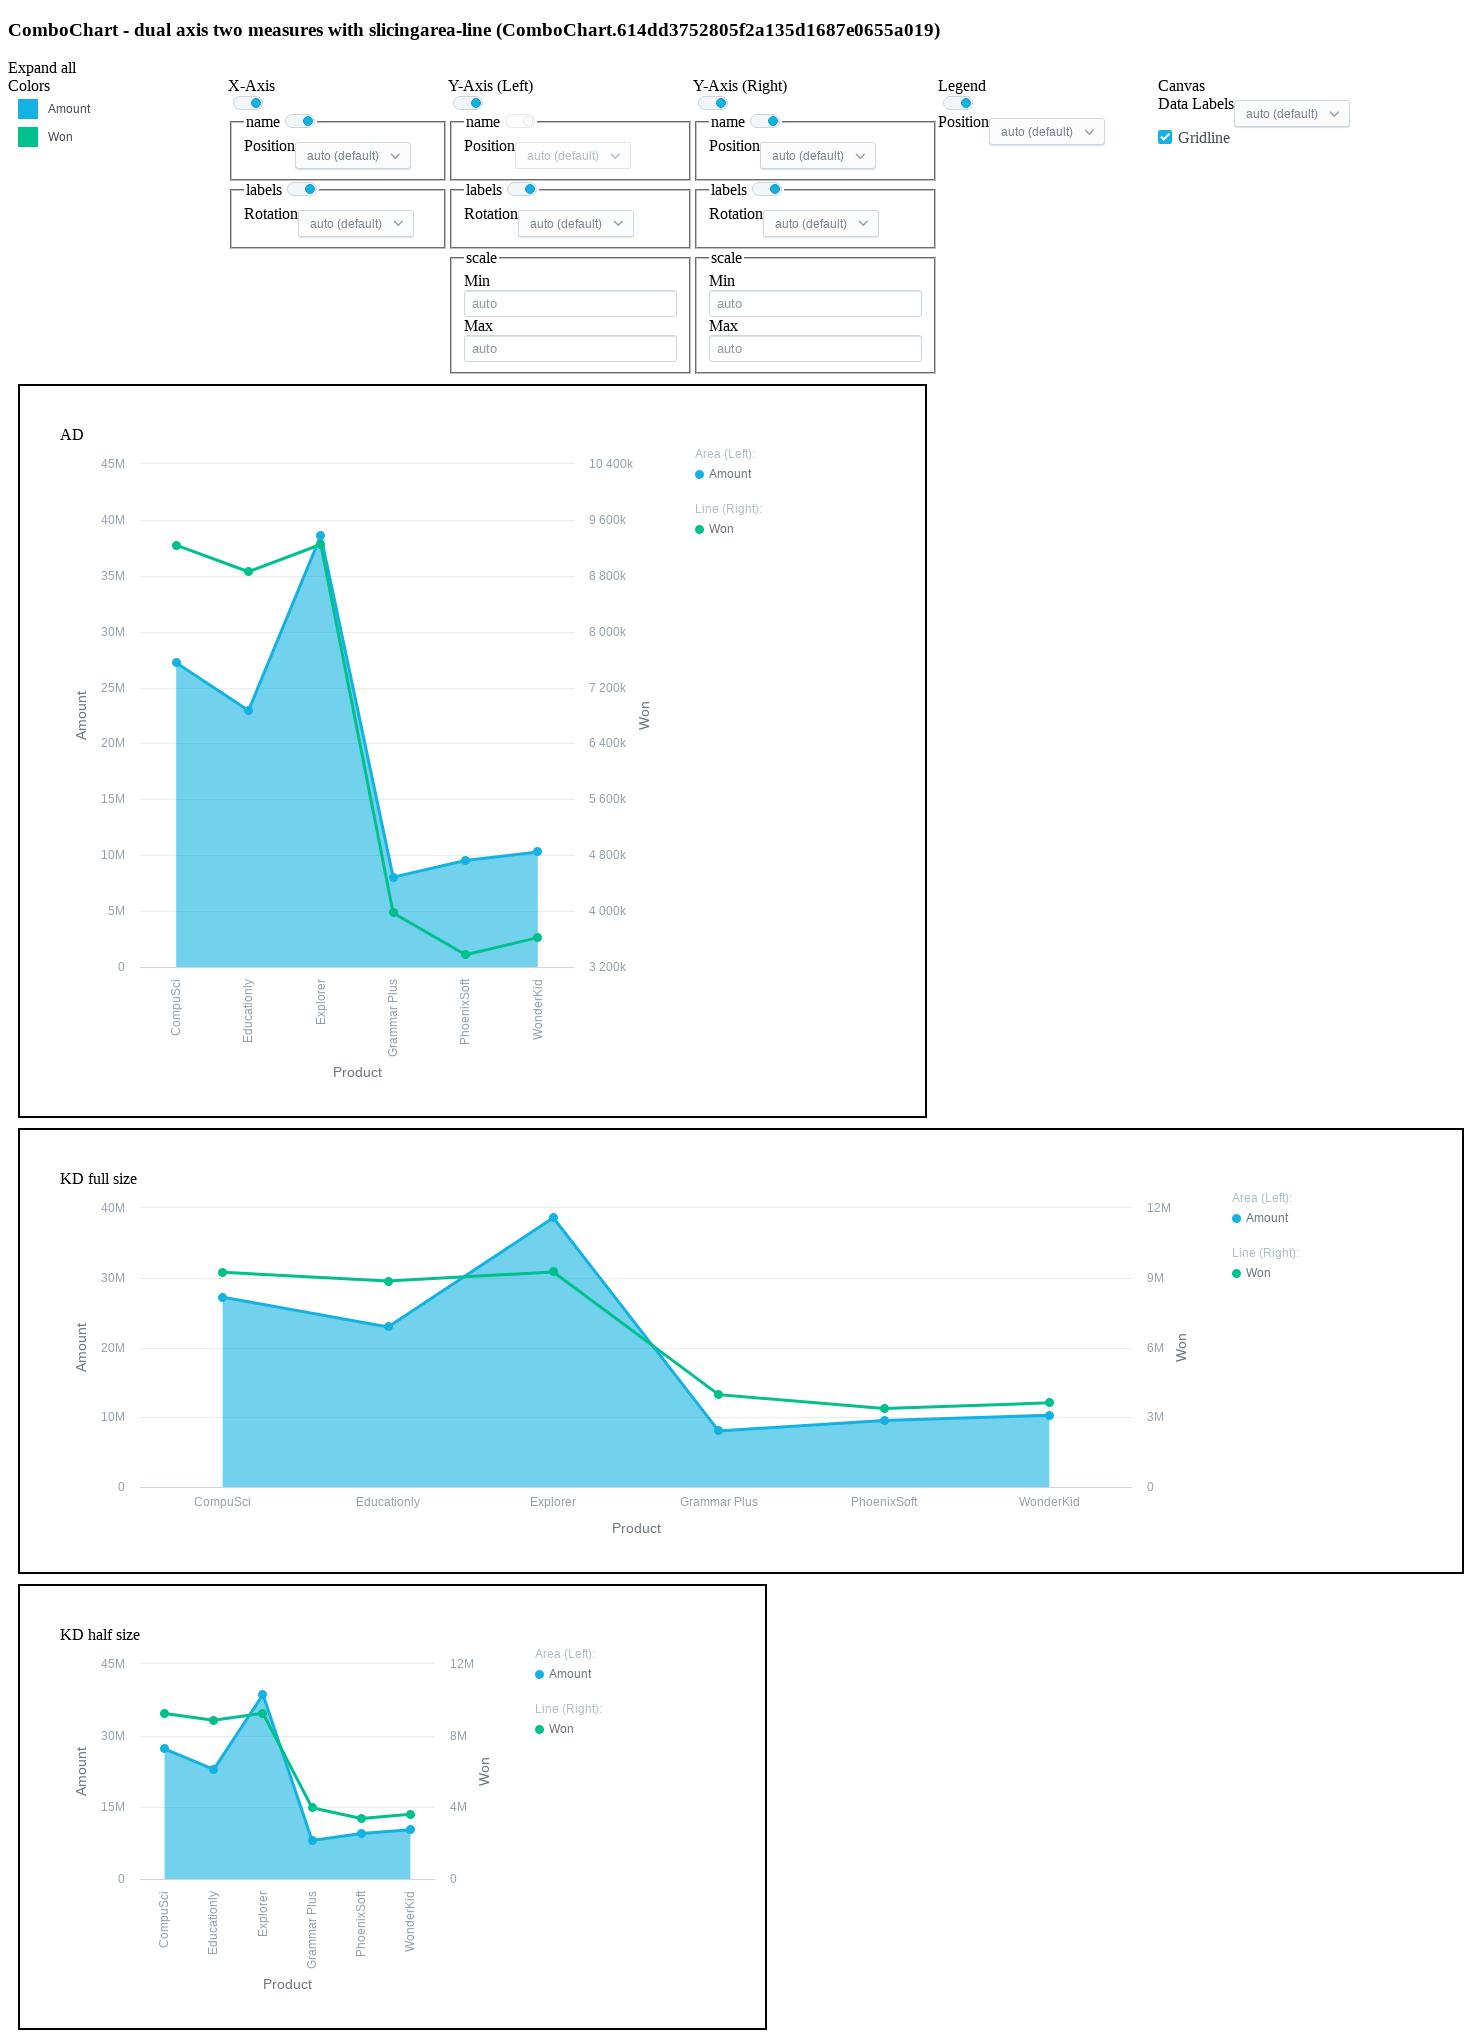 ComboChart - dual axis two measures with slicingarea-line (ComboChart.614dd3752805f2a135d1687e0655a019)
Expand all
Colors
Amount
Won
X-Axis
name
Position auto (default)
labels
Rotation auto (default)
Y-Axis (Left)
name
Position auto (default)
labels
Rotation auto (default)
scale
Min
auto
Max
auto
Y-Axis (Right)
name
Position auto (default)
labels
Rotation auto (default)
scale
Min
auto
Max
auto
Legend
Position auto (default)
Canvas
Data Labels auto (default)
Gridline
AD
45M
40M
35M
30M
25M
20M
15M
10M
5M
0
Amount
10 400k
9 600k
8 800k
8 000k
7 200k
6 400k
5 600k
4 800k
4 000k
3 200k
Won
CompuSci
Educationly
Explorer
Grammar Plus
PhoenixSoft
WonderKid
Product
Area (Left):
Amount
Line (Right):
Won
KD full size
40M
30M
20M
10M
0
Amount
12M
9M
6M
3M
0
Won
CompuSci
Educationly
Explorer
Grammar Plus
PhoenixSoft
WonderKid
Product
Area (Left):
Amount
Line (Right):
Won
KD half size
45M
30M
15M
0
Amount
12M
8M
4M
0
Won
CompuSci
Educationly
Explorer
Grammar Plus
PhoenixSoft
WonderKid
Product
Area (Left):
Amount
Line (Right):
Won